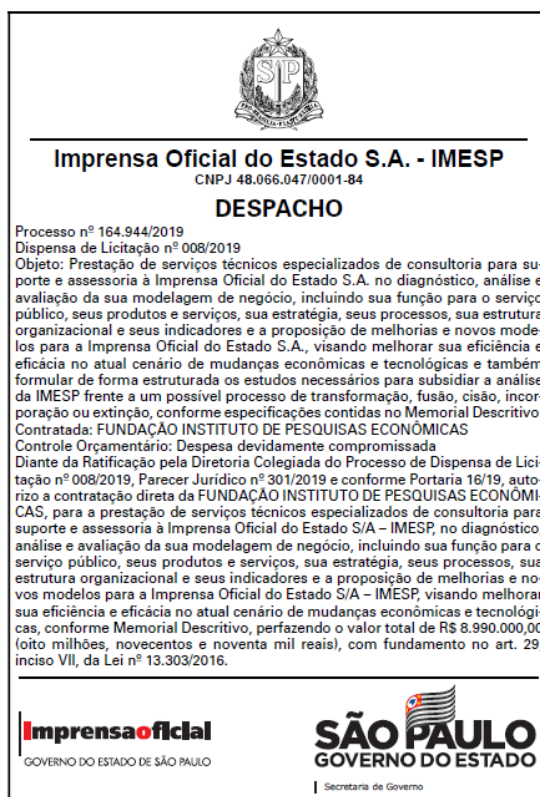 Imprensa Oficial do Estado S.A. - IMESP
CNPJ 48.066.047/0001-84
DESPACHO
Processo nº 164.944/2019
Dispensa de Licitação nº 008/2019
Objeto: Prestação de serviços técnicos especializados de consultoria para su-
porte e assessoria à Imprensa Oficial do Estado S.A. no diagnóstico, análise e
avaliação da sua modelagem de negócio, incluindo sua função para o serviço
público, seus produtos e serviços, sua estratégia, seus processos, sua estrutura
organizacional e seus indicadores e a proposição de melhorias e novos mode-
los para a Imprensa Oficial do Estado S.A., visando melhorar sua eficiência e
eficácia no atual cenário de mudanças econômicas e tecnológicas e também
formular de forma estruturada os estudos necessários para subsidiar a análise
da IMESP frente a um possível processo de transformação, fusão, cisão, incor-
poração ou extinção, conforme especificações contidas no Memorial Descritivo
Contratada: FUNDAÇÃO INSTITUTO DE PESQUISAS ECONÔMICAS
Controle Orçamentário: Despesa devidamente compromissada
Diante da Ratificação pela Diretoria Colegiada do Processo de Dispensa de Lici-
tação nº 008/2019, Parecer Jurídico nº 301/2019 e conforme Portaria 16/19, auto-
rizo a contratação direta da FUNDAÇÃO INSTITUTO DE PESQUISAS ECONÔMI-
CAS, para a prestação de serviços técnicos especializados de consultoria para
suporte e assessoria à Imprensa Oficial do Estado S/A – IMESP, no diagnóstico,
análise e avaliação da sua modelagem de negócio, incluindo sua função para o
serviço público, seus produtos e serviços, sua estratégia, seus processos, sua
estrutura organizacional e seus indicadores e a proposição de melhorias e no-
vos modelos para a Imprensa Oficial do Estado S/A – IMESP, visando melhorar
sua eficiência e eficácia no atual cenário de mudanças econômicas e tecnológi-
cas, conforme Memorial Descritivo, perfazendo o valor total de R$ 8.990.000,00
(oito milhões, novecentos e noventa mil reais), com fundamento no art. 29,
inciso VII, da Lei nº 13.303/2016.
Imprensaoficial
GOVERNO DO ESTADO DE SÃO PAULO
SÃO PAULO
GOVERNO DO ESTADO
Secretaria de Governo